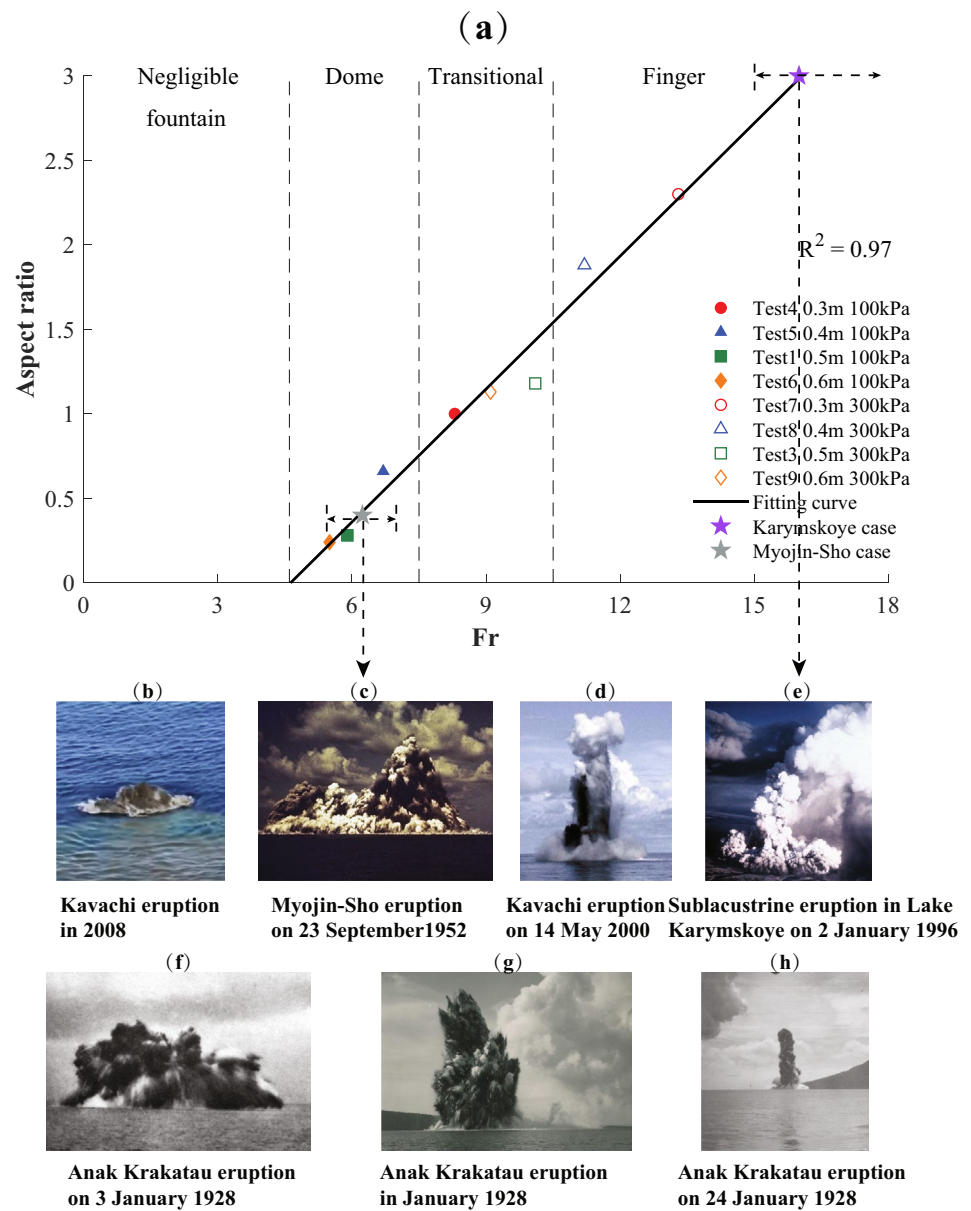 (a)
Negligible
fountain
Dome
Transitional
Finger
3
2.5
2
1.5
1
0.5
0
Aspect ratio
R² = 0.97
Test4 0.3m 100kPa
Test5 0.4m 100kPa
Test1 0.5m 100kPa
Test6 0.6m 100kPa
Test7 0.3m 300kPa
Test8 0.4m 300kPa
Test3 0.5m 300kPa
Test9 0.6m 300kPa
Fitting curve
Karymskoye case
Myojin-Sho case
0 3 6 9 12 15 18
Fr
(b)
Kavachi eruption
in 2008
(c)
Myojin-Sho eruption
on 23 September1952
(d)
Kavachi eruption
on 14 May 2000
(e)
Sublacustrine eruption in Lake
Karymskoye on 2 January 1996
(f)
Anak Krakatau eruption
on 3 January 1928
(g)
Anak Krakatau eruption
in January 1928
(h)
Anak Krakatau eruption
on 24 January 1928